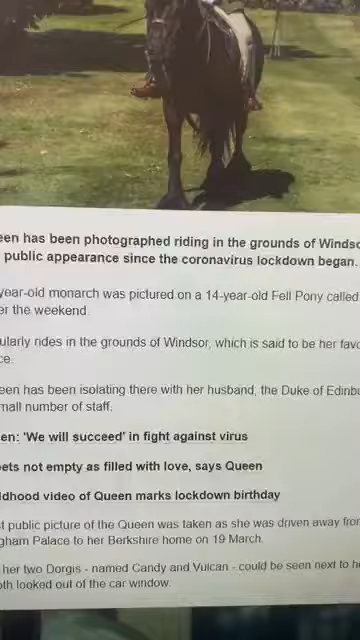 een has been photographed riding in the grounds of Windso
public appearance since the coronavirus lockdown began.
year-old monarch was pictured on a 14-year-old Fell Pony called
er the weekend.
ularly rides in the grounds of Windsor, which is said to be her favo
ce.
een has been isolating there with her husband, the Duke of Edinbu
mall number of staff.
en: 'We will succeed' in fight against virus
ets not empty as filled with love, says Queen
ldhood video of Queen marks lockdown birthday
t public picture of the Queen was taken as she was driven away from
gham Palace to her Berkshire home on 19 March.
her two Dorgis - named Candy and Vulcan - could be seen next to he
oth looked out of the car window.